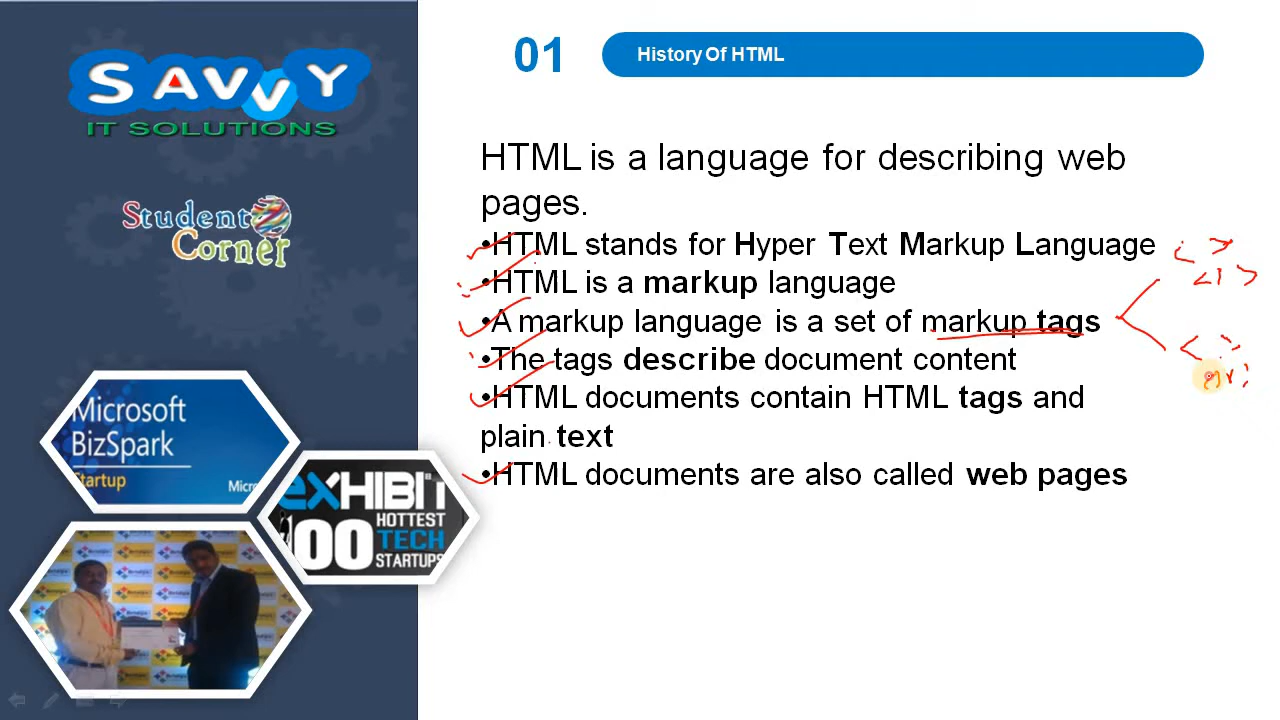 SAVVY
IT SOLUTIONS
Student
Corner
Microsoft
BizSpark
Startup
Micros
eXHIBIT
100
HOTTEST
TECH
STARTUPS
01
History Of HTML
HTML is a language for describing web
pages.
•HTML stands for Hyper Text Markup Language
•HTML is a markup language
•A markup language is a set of markup tags
•The tags describe document content
•HTML documents contain HTML tags and
plain text
•HTML documents are also called web pages
< >
</ >
< >